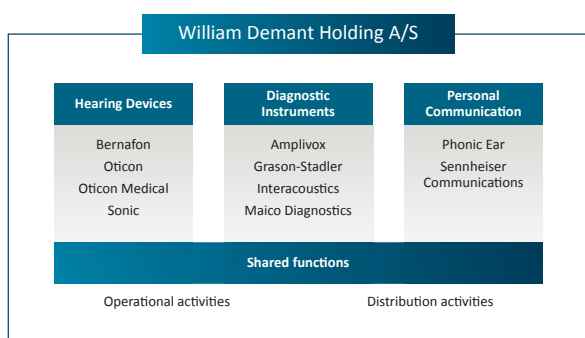 William Demant Holding A/S
Hearing Devices
Bernafon
Oticon
Oticon Medical
Sonic
Diagnostic
Instruments
Amplivox
Grason-Stadler
Interacoustics
Maico Diagnostics
Personal
Communication
Phonic Ear
Sennheiser
Communications
Shared functions
Operational activities
Distribution activities